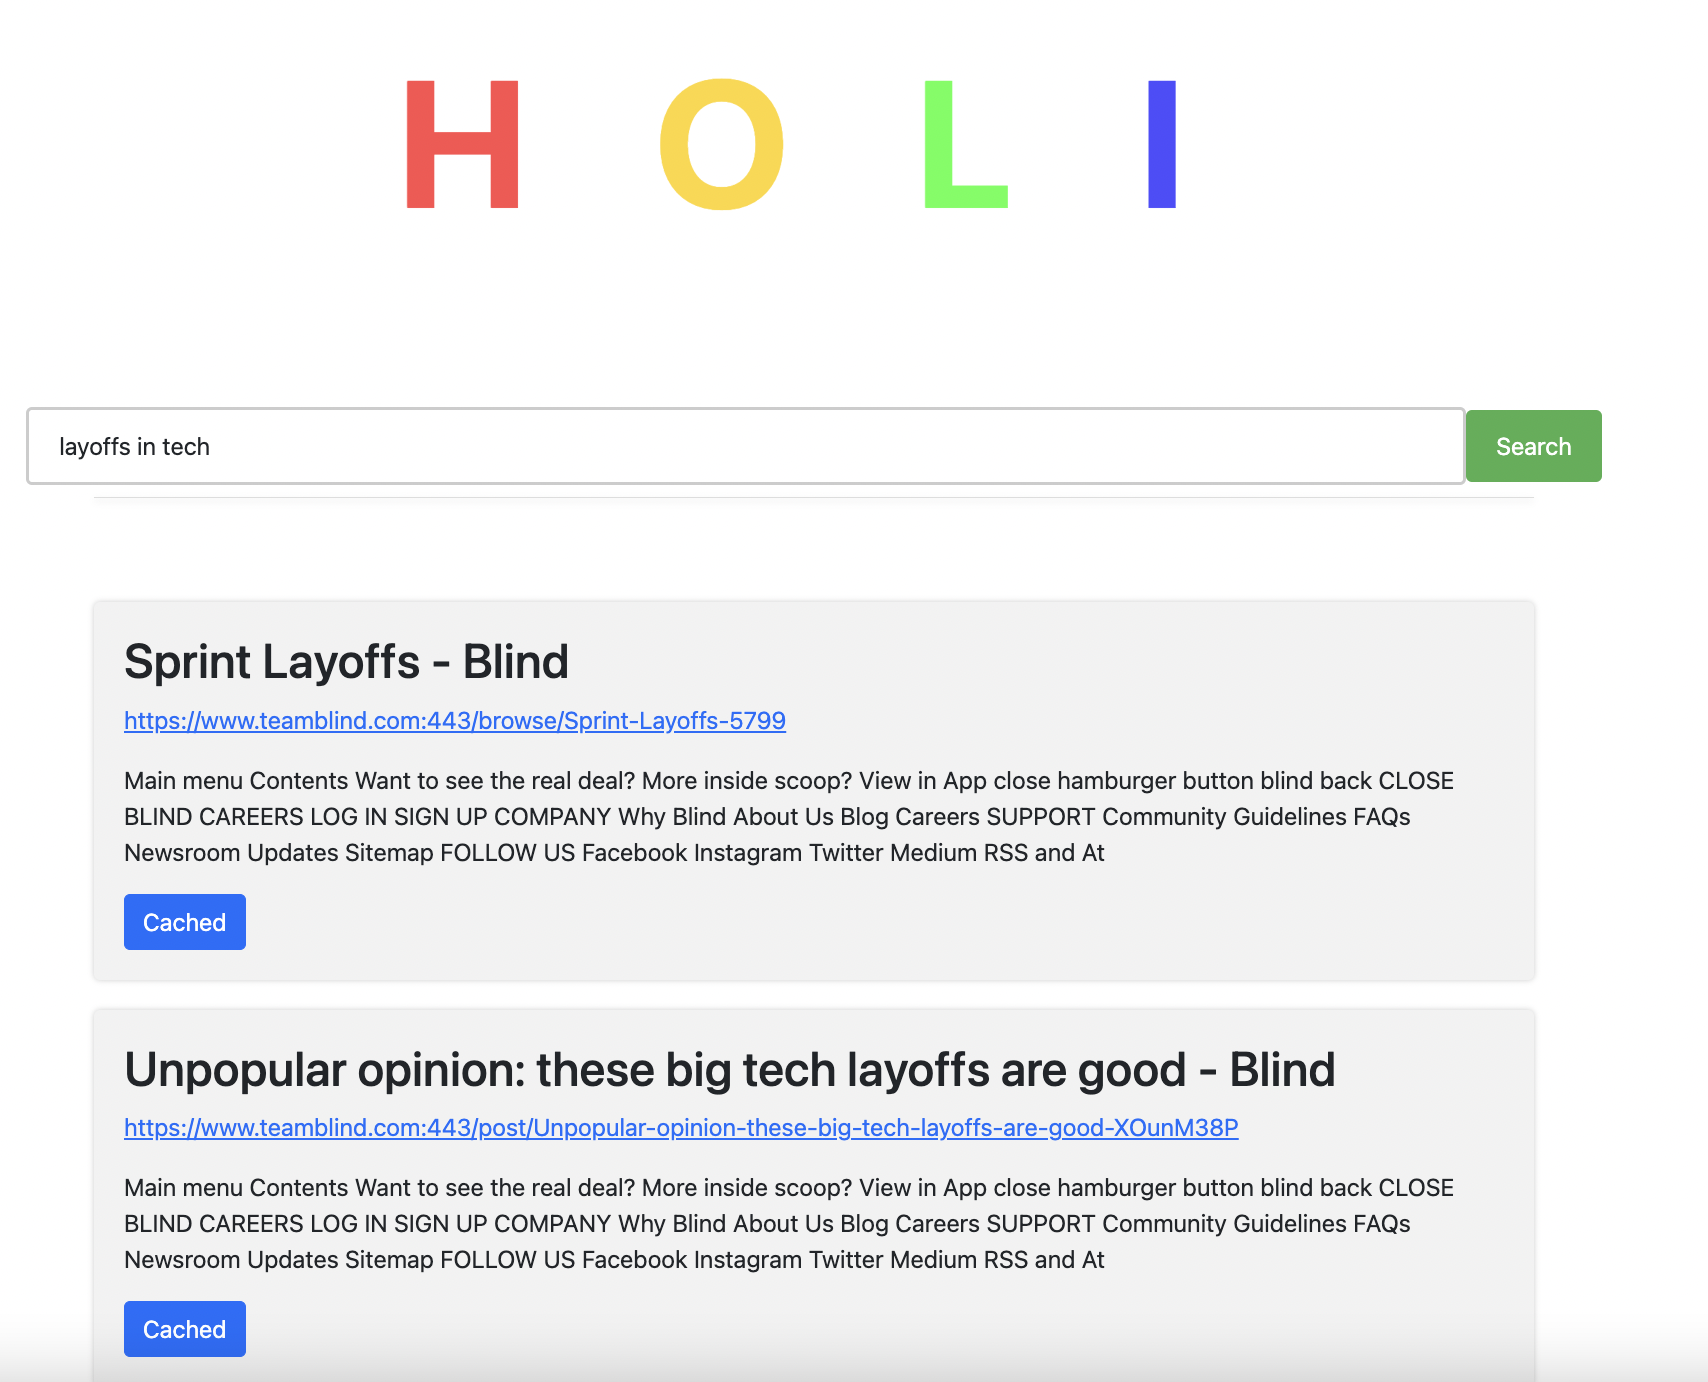 H O L I
layoffs in tech
Search
Sprint Layoffs - Blind
https://www.teamblind.com:443/browse/Sprint-Layoffs-5799
Main menu Contents Want to see the real deal? More inside scoop? View in App close hamburger button blind back CLOSE
BLIND CAREERS LOG IN SIGN UP COMPANY Why Blind About Us Blog Careers SUPPORT Community Guidelines FAQs
Newsroom Updates Sitemap FOLLOW US Facebook Instagram Twitter Medium RSS and At
Cached
Unpopular opinion: these big tech layoffs are good - Blind
https://www.teamblind.com:443/post/Unpopular-opinion-these-big-tech-layoffs-are-good-XOunM38P
Main menu Contents Want to see the real deal? More inside scoop? View in App close hamburger button blind back CLOSE
BLIND CAREERS LOG IN SIGN UP COMPANY Why Blind About Us Blog Careers SUPPORT Community Guidelines FAQs
Newsroom Updates Sitemap FOLLOW US Facebook Instagram Twitter Medium RSS and At
Cached